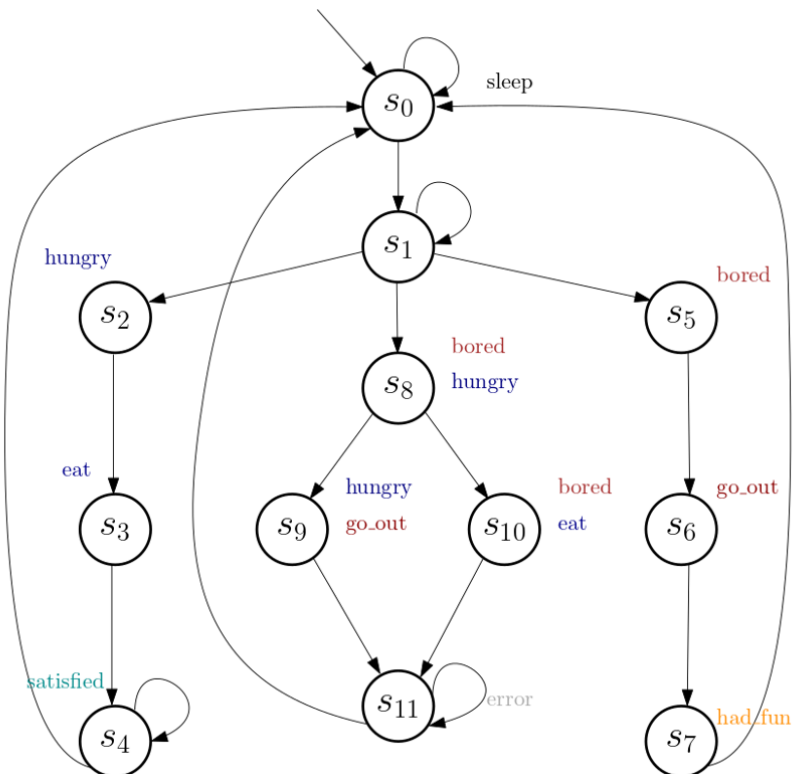 sleep
s0
s1
hungry
bored
s2
s5
bored
s8
hungry
eat
hungry
bored
go_out
s3
s9
go_out
s10
eat
s6
satisfied
s11
error
s4
s7
had_fun